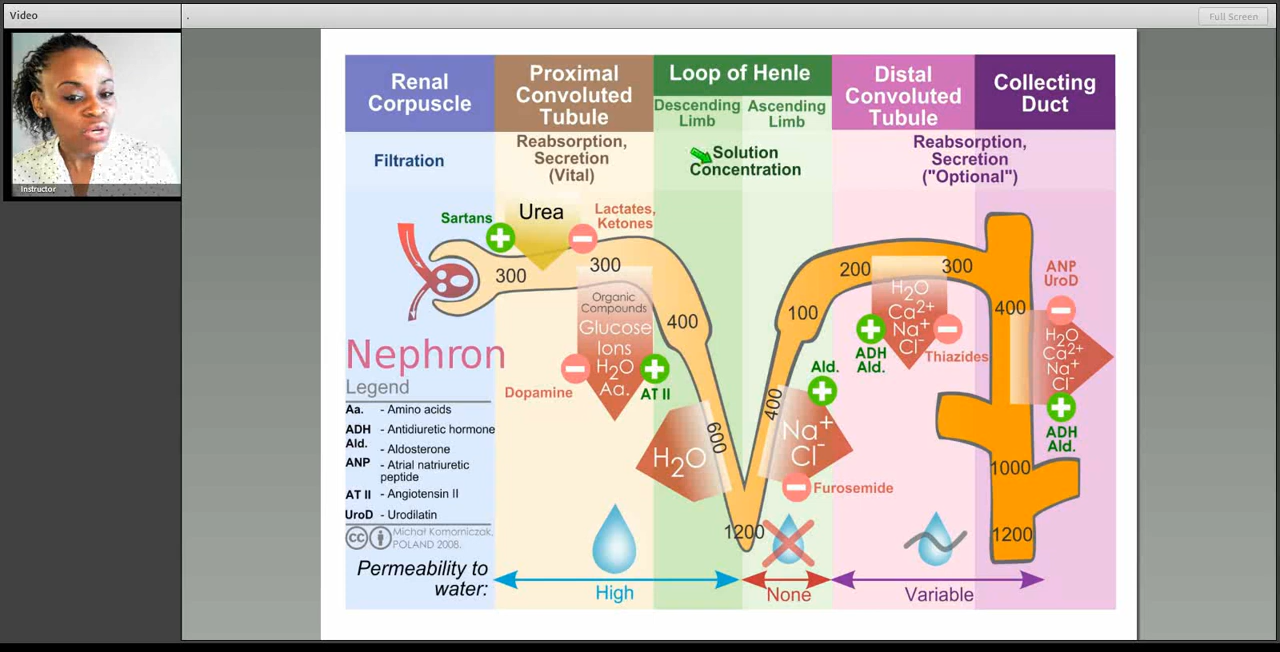 Video
.
Full Screen
Instructor
Renal
Corpuscle
Proximal
Convoluted
Tubule
Loop of Henle
Descending
Limb
Ascending
Limb
Distal
Convoluted
Tubule
Collecting
Duct
Filtration
Reabsorption,
Secretion
(Vital)
Solution
Concentration
Reabsorption,
Secretion
("Optional")
Sartans
Urea
Lactates,
Ketones
300
300
400
600
1200
400
100
200
300
400
1000
1200
Organic
Compounds
Glucose
Ions
H2O
Aa.
Dopamine
AT II
H2O
Na+
Cl-
Ald.
Furosemide
H2O
Ca2+
Na+
Cl-
ADH
Ald.
Thiazides
ANP
UroD
H2O
Ca2+
Na+
Cl-
ADH
Ald.
Nephron
Legend
Aa. - Amino acids
ADH - Antidiuretic hormone
Ald. - Aldosterone
ANP - Atrial natriuretic
peptide
AT II - Angiotensin II
UroD - Urodilatin
cc Michał Komorniczak,
POLAND 2008.
Permeability to
water:
High
None
Variable